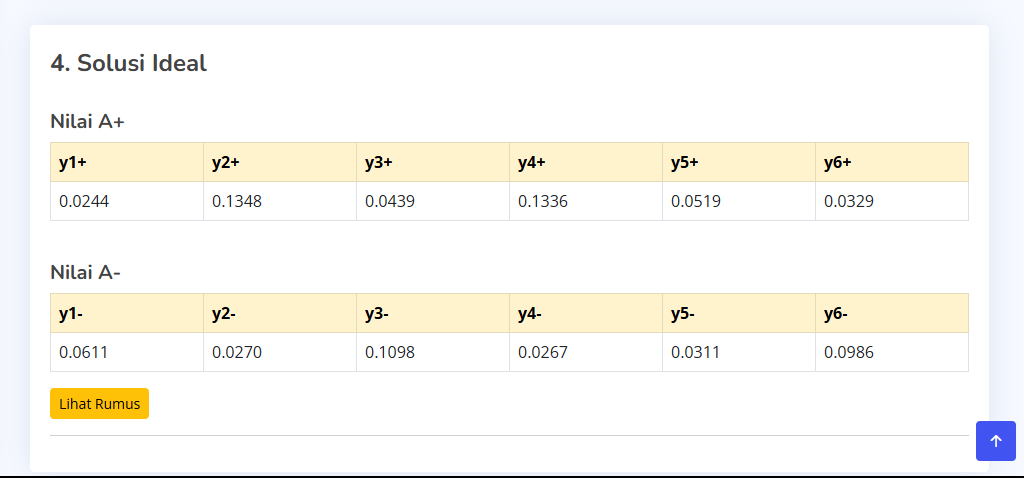 4. Solusi Ideal
Nilai A+
y1+ y2+ y3+ y4+ y5+ y6+
0.0244 0.1348 0.0439 0.1336 0.0519 0.0329
Nilai A-
y1- y2- y3- y4- y5- y6-
0.0611 0.0270 0.1098 0.0267 0.0311 0.0986
Lihat Rumus